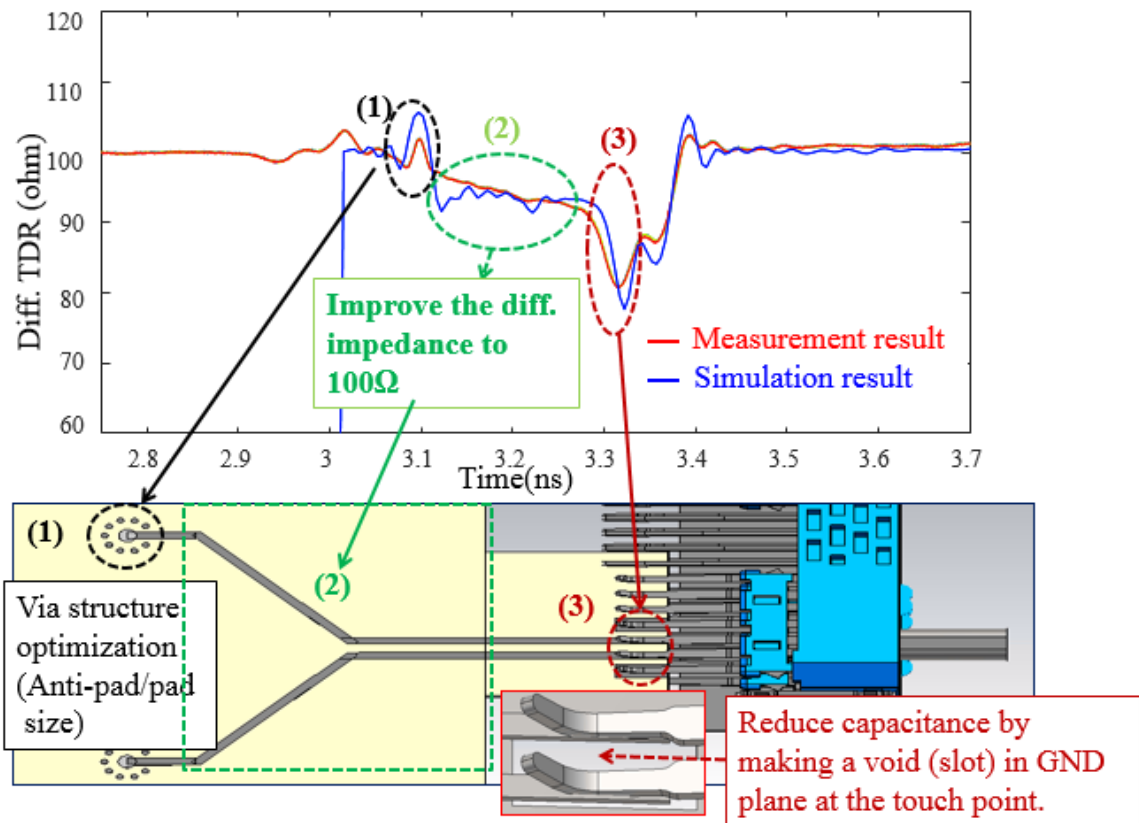 120
110
100
90
80
70
60
Diff. TDR (ohm)
(1)
(2)
(3)
Improve the diff.
impedance to
100Ω
Measurement result
Simulation result
2.8
2.9
3
3.1
3.2
3.3
3.4
3.5
3.6
3.7
Time(ns)
(1)
(2)
(3)
Via structure
optimization
(Anti-pad/pad
size)
Reduce capacitance by
making a void (slot) in GND
plane at the touch point.